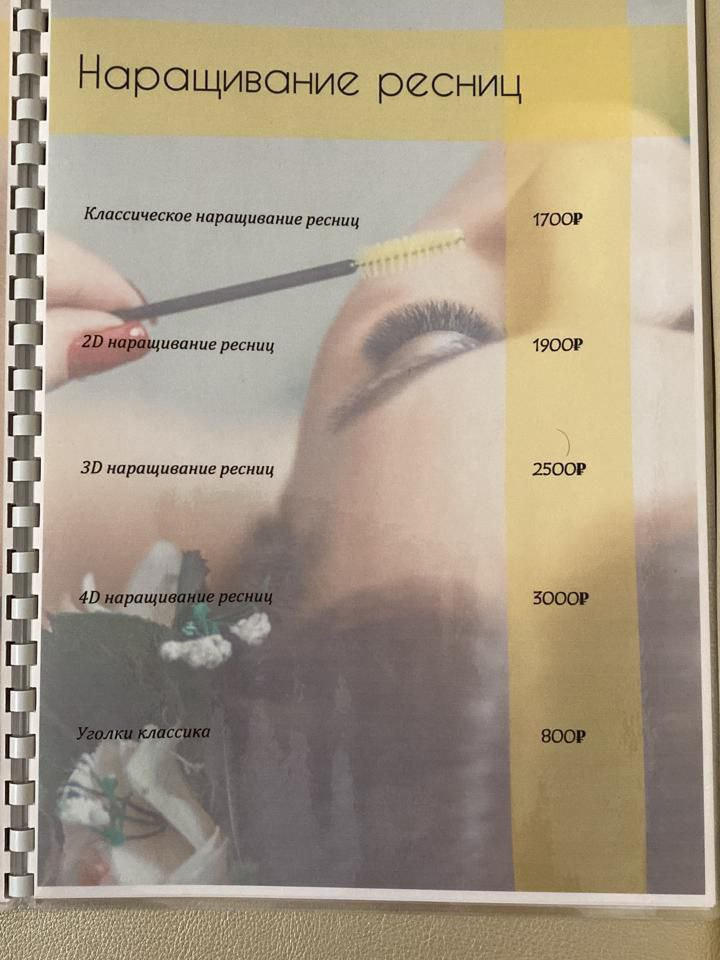 Наращивание ресниц
Классическое наращивание ресниц 1700₽
2D наращивание ресниц 1900₽
3D наращивание ресниц 2500₽
4D наращивание ресниц 3000₽
Уголки классика 800₽